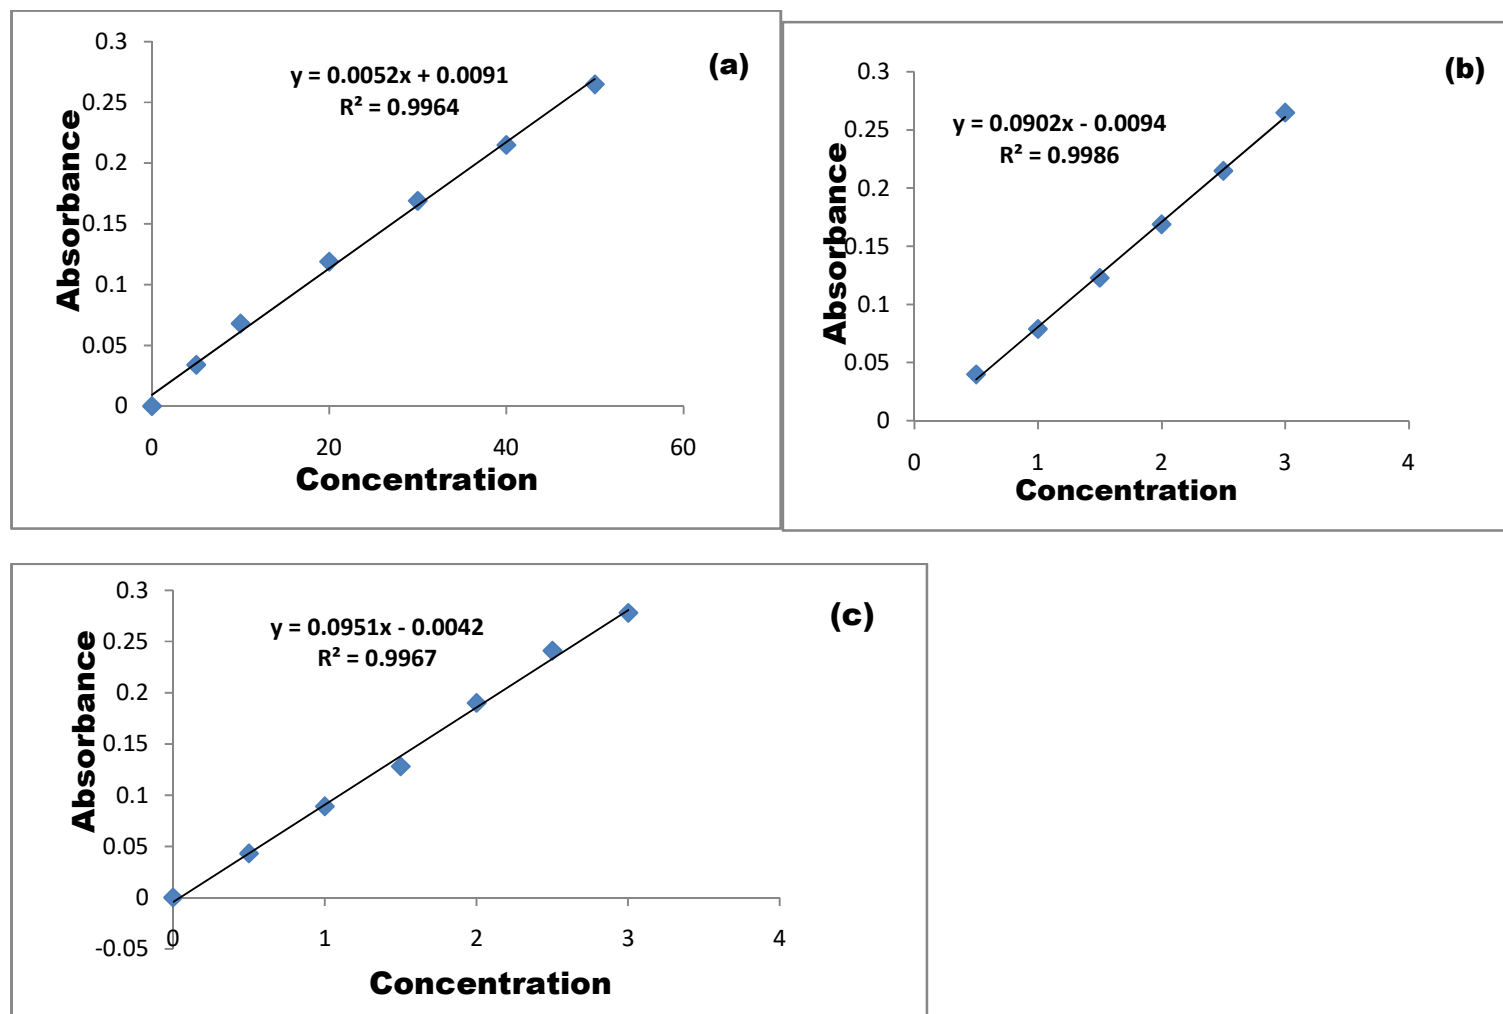 (a)
y = 0.0052x + 0.0091
R² = 0.9964
Absorbance
0.3
0.25
0.2
0.15
0.1
0.05
0
0 20 40 60
Concentration
(b)
y = 0.0902x - 0.0094
R² = 0.9986
Absorbance
0.3
0.25
0.2
0.15
0.1
0.05
0
0 1 2 3 4
Concentration
(c)
y = 0.0951x - 0.0042
R² = 0.9967
Absorbance
0.3
0.25
0.2
0.15
0.1
0.05
0
-0.05
0 1 2 3 4
Concentration